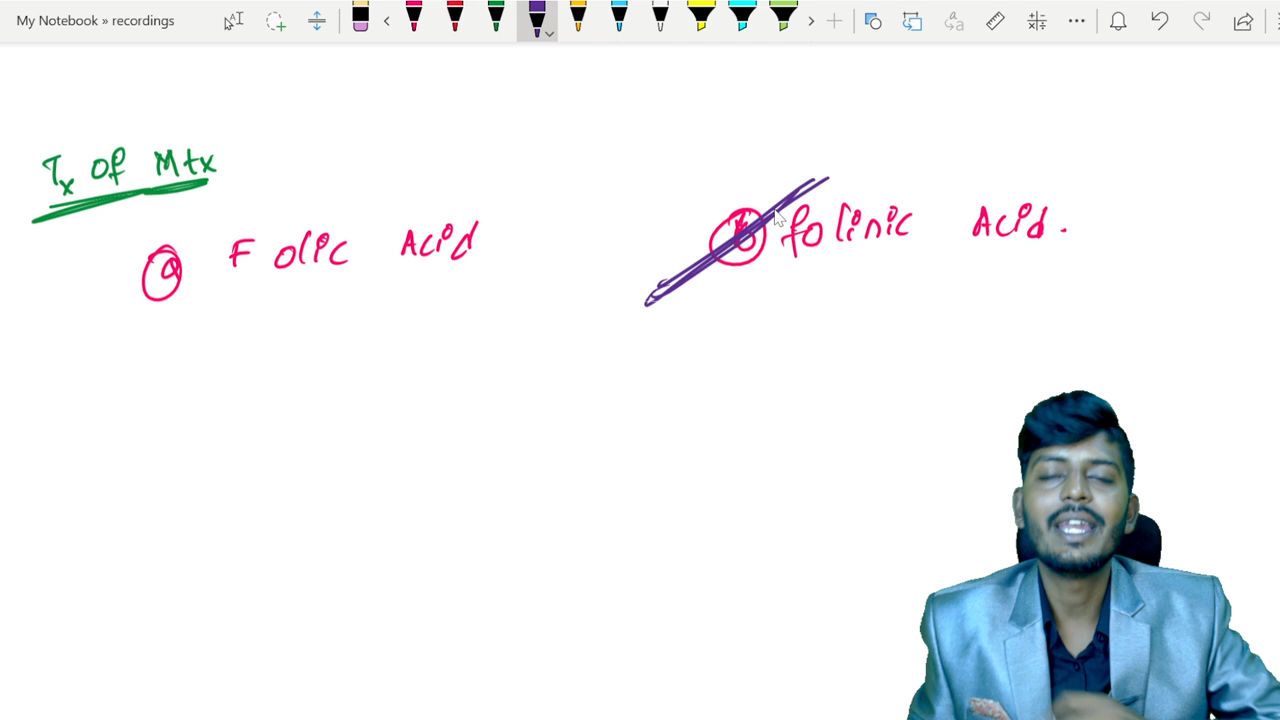 My Notebook » recordings
Tx of Mtx
a Folic Acid
b folinic Acid.